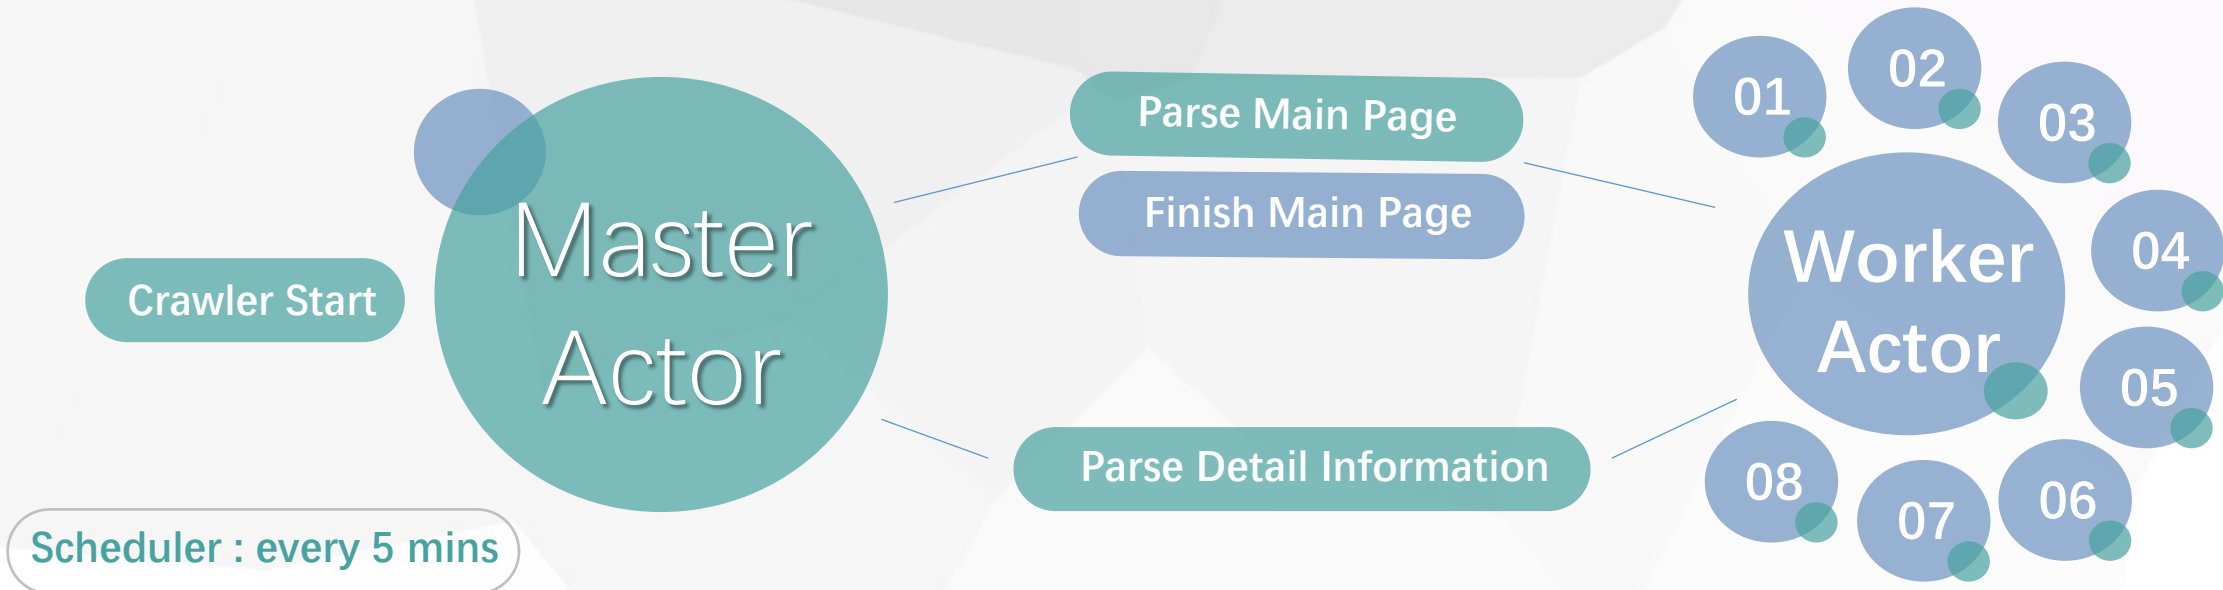 Crawler Start
Master
Actor
Scheduler : every 5 mins
Parse Main Page
Finish Main Page
Parse Detail Information
Worker
Actor
01
02
03
04
05
06
07
08